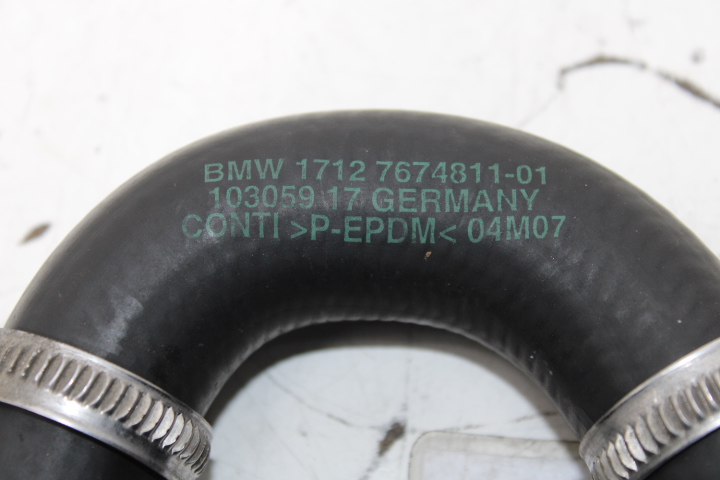 BMW 1712 7674811-01
103059 17 GERMANY
CONTI >P-EPDM< 04M07